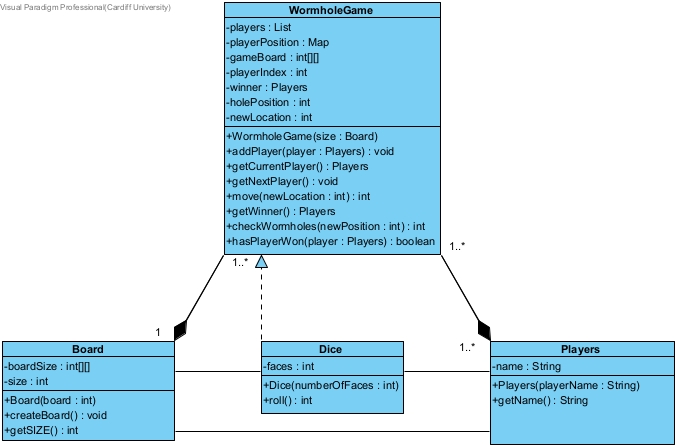 Visual Paradigm Professional(Cardiff University)
WormholeGame
-players : List
-playerPosition : Map
-gameBoard : int[][]
-playerIndex : int
-winner : Players
-holePosition : int
-newLocation : int
+WormholeGame(size : Board)
+addPlayer(player : Players) : void
+getCurrentPlayer() : Players
+getNextPlayer() : void
+move(newLocation : int) : int
+getWinner() : Players
+checkWormholes(newPosition : int) : int
+hasPlayerWon(player : Players) : boolean
1..*
1..*
1
1..*
Board
-boardSize : int[][]
-size : int
+Board(board : int)
+createBoard() : void
+getSIZE() : int
Dice
-faces : int
+Dice(numberOfFaces : int)
+roll() : int
Players
-name : String
+Players(playerName : String)
+getName() : String